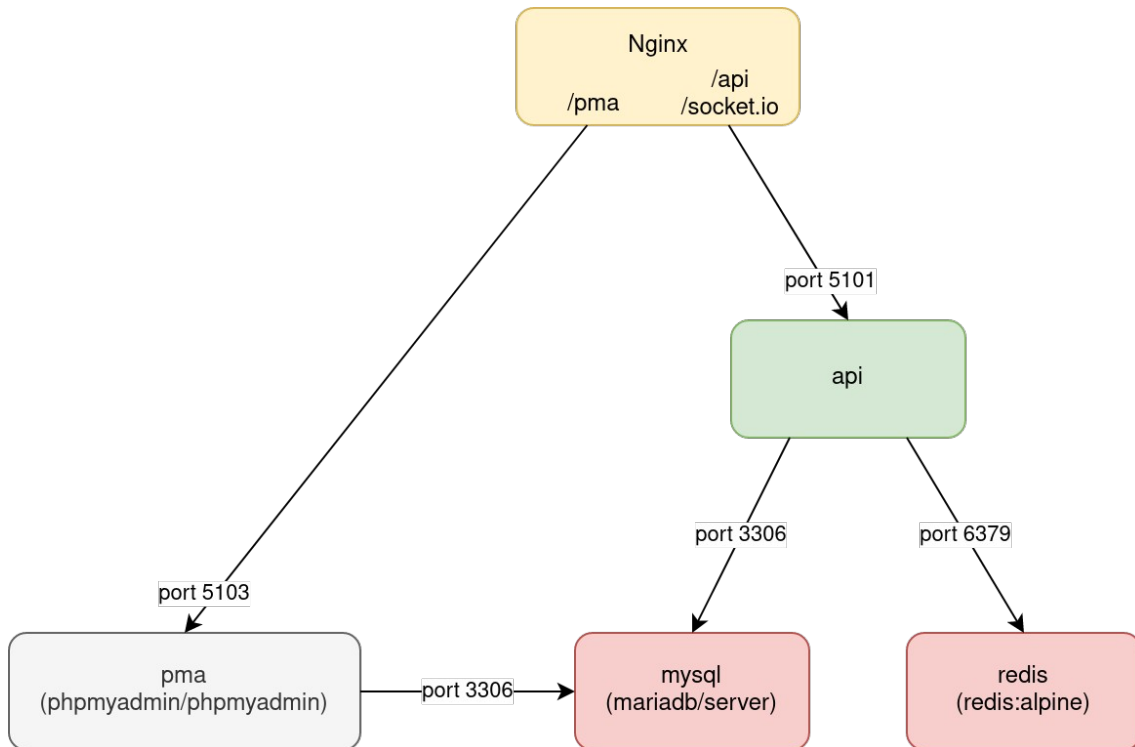 Nginx
/pma
/api
/socket.io
port 5101
api
port 3306
port 6379
port 5103
pma
(phpmyadmin/phpmyadmin)
port 3306
mysql
(mariadb/server)
redis
(redis:alpine)